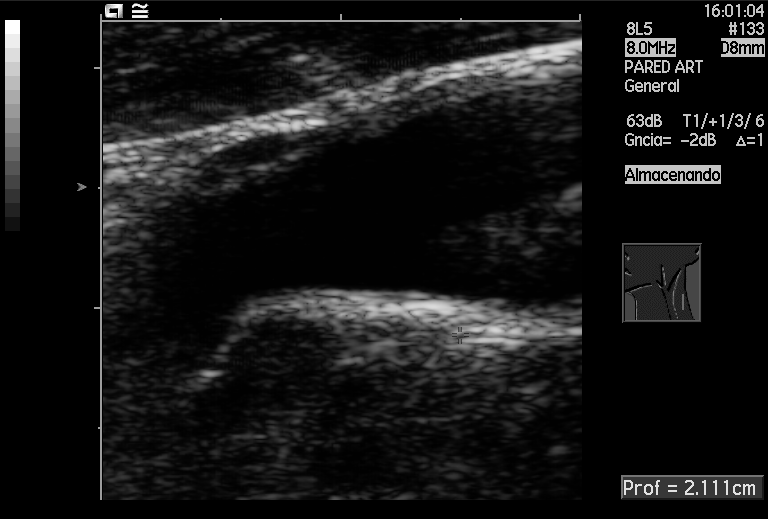 16:01:04
8L5 #133
8.0MHz 08mm
PARED ART
General
63dB T1/+1/3/ 6
Gncia= -2dB Δ=1
Almacenando
Prof = 2.111cm